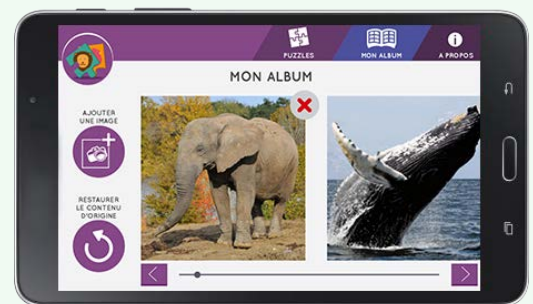 PUZZLES
MON ALBUM
A PROPOS
MON ALBUM
AJOUTER
UNE IMAGE
RESTAURER
LE CONTENU
D'ORIGINE